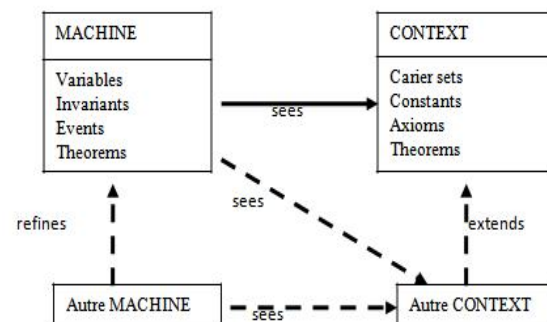 MACHINE
CONTEXT
Variables
Invariants
Events
Theorems
Carier sets
Constants
Axioms
Theorems
sees
sees
refines
extends
Autre MACHINE
sees
Autre CONTEXT